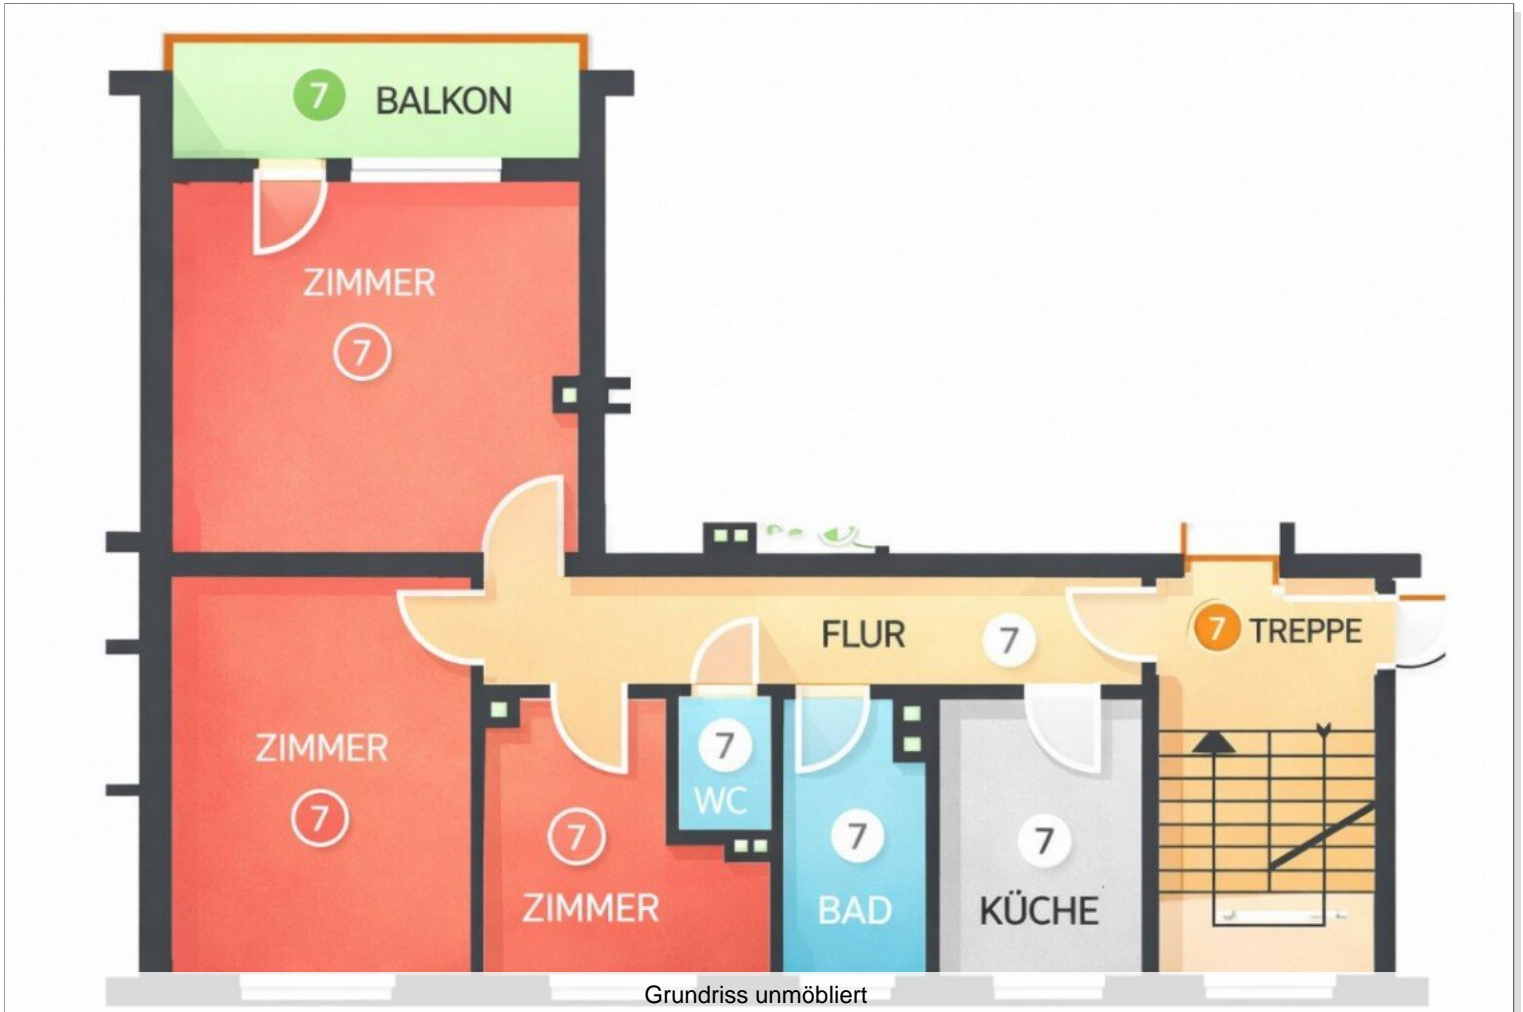 7 BALKON
ZIMMER
7
FLUR 7
7 TREPPE
ZIMMER
7
7
ZIMMER
7
WC
7
BAD
7
KÜCHE
Grundriss unmöbliert